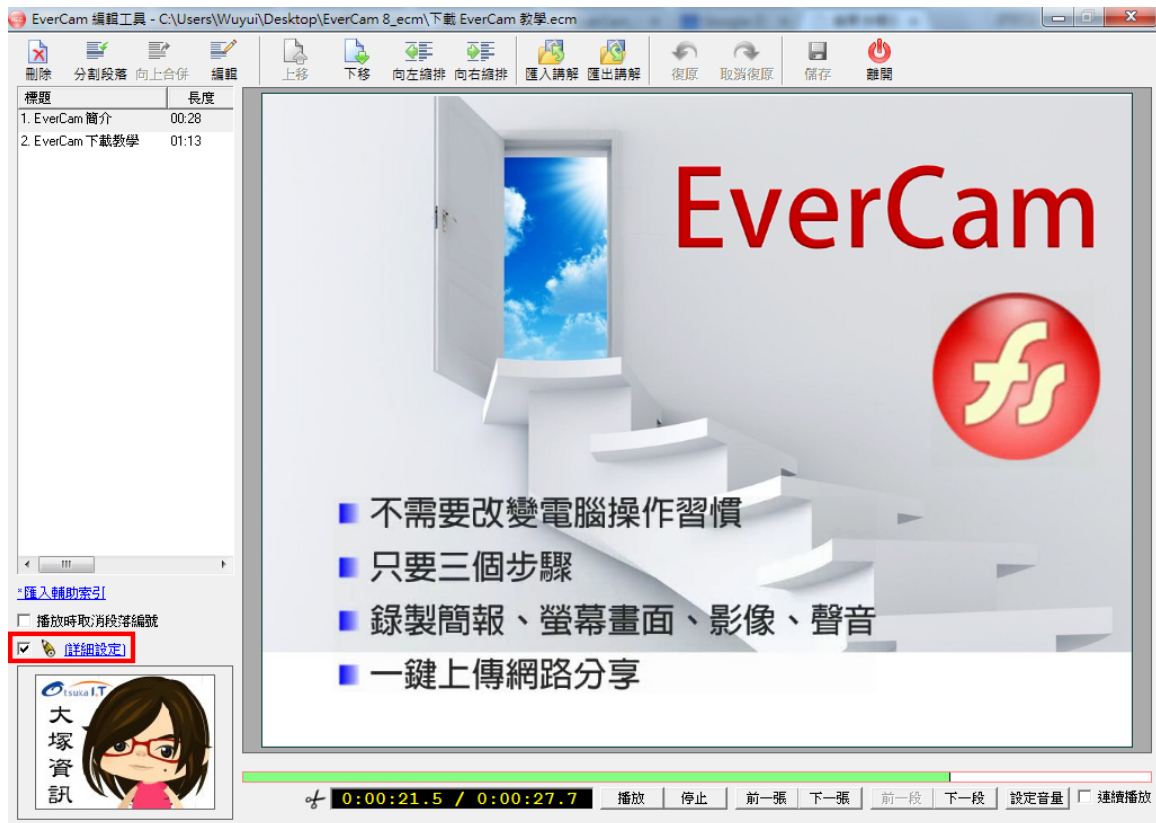 EverCam 編輯工具 - C:\Users\Wuyui\Desktop\EverCam 8_ecm\下載 EverCam 教學.ecm
刪除 分割段落 向上合併 編輯 上移 下移 向左縮排 向右縮排 匯入講解 匯出講解 復原 取消復原 儲存 離開
標題 長度
1. EverCam 簡介 00:28
2. EverCam 下載教學 01:13
EverCam
fs
不需要改變電腦操作習慣
只要三個步驟
錄製簡報、螢幕畫面、影像、聲音
一鍵上傳網路分享
*匯入輔助索引
播放時取消段落編號
(詳細設定)
Otsuka I.T
大塚資訊
0:00:21.5 / 0:00:27.7 播放 停止 前一張 下一張 前一段 下一段 設定音量 連續播放